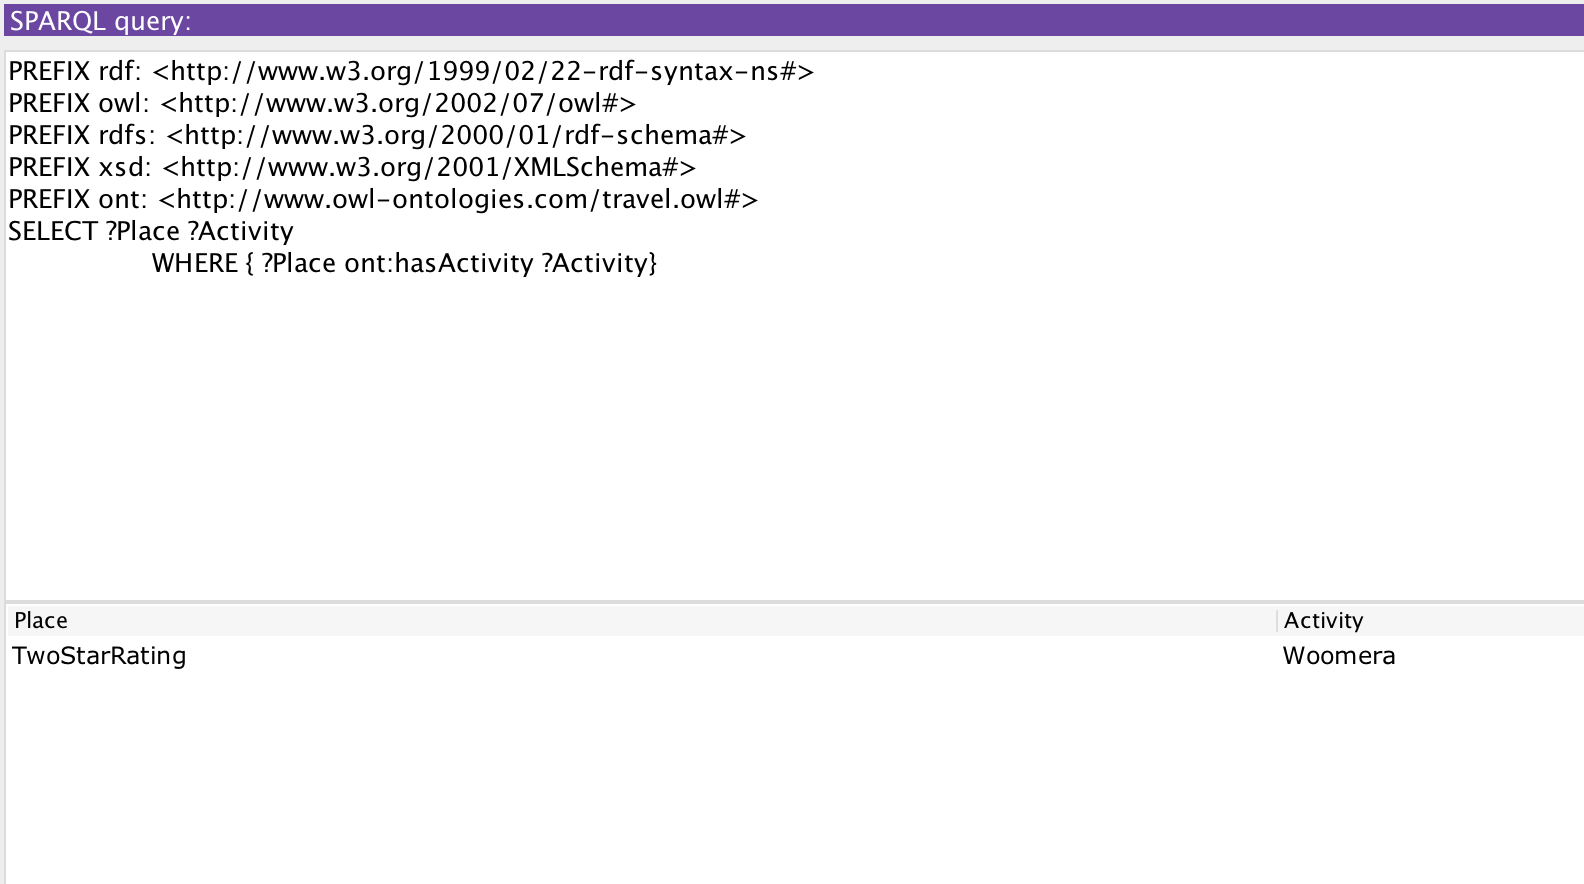 SPARQL query:
PREFIX rdf: <http://www.w3.org/1999/02/22-rdf-syntax-ns#>
PREFIX owl: <http://www.w3.org/2002/07/owl#>
PREFIX rdfs: <http://www.w3.org/2000/01/rdf-schema#>
PREFIX xsd: <http://www.w3.org/2001/XMLSchema#>
PREFIX ont: <http://www.owl-ontologies.com/travel.owl#>
SELECT ?Place ?Activity
WHERE { ?Place ont:hasActivity ?Activity}
Place Activity
TwoStarRating Woomera